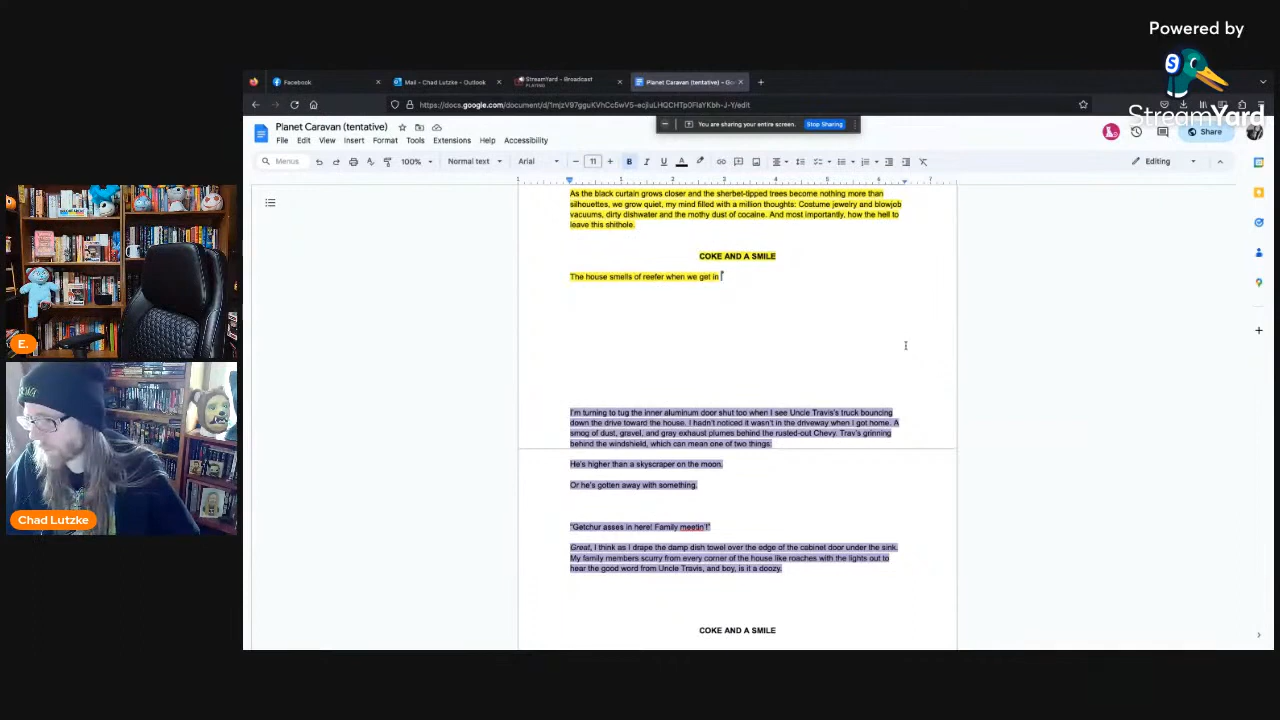 Powered by
StreamYard
Facebook
Mail – Chad Lutzke – Outlook
StreamYard – Broadcast
PLAYING
Planet Caravan (tentative) – Go
You are sharing your entire screen.
Stop Sharing
Planet Caravan (tentative)
File Edit View Insert Format Tools Extensions Help Accessibility
Share
Menus
100%
Normal text
Arial
11
Editing
1 1 2 3 4 5 6 7
As the black curtain grows closer and the sherbet-tipped trees become nothing more than
silhouettes, we grow quiet, my mind filled with a million thoughts: Costume jewelry and blowjob
vacuums, dirty dishwater and the mothy dust of cocaine. And most importantly, how the hell to
leave this shithole.
COKE AND A SMILE
The house smells of reefer when we get in
I'm turning to tug the inner aluminum door shut too when I see Uncle Travis's truck bouncing
down the drive toward the house. I hadn't noticed it wasn't in the driveway when I got home. A
smog of dust, gravel, and gray exhaust plumes behind the rusted-out Chevy. Trav's grinning
behind the windshield, which can mean one of two things:
He's higher than a skyscraper on the moon.
Or he's gotten away with something.
"Getchur asses in here! Family meetin'!"
Great, I think as I drape the damp dish towel over the edge of the cabinet door under the sink.
My family members scurry from every corner of the house like roaches with the lights out to
hear the good word from Uncle Travis, and boy, is it a doozy.
COKE AND A SMILE
E.
Chad Lutzke